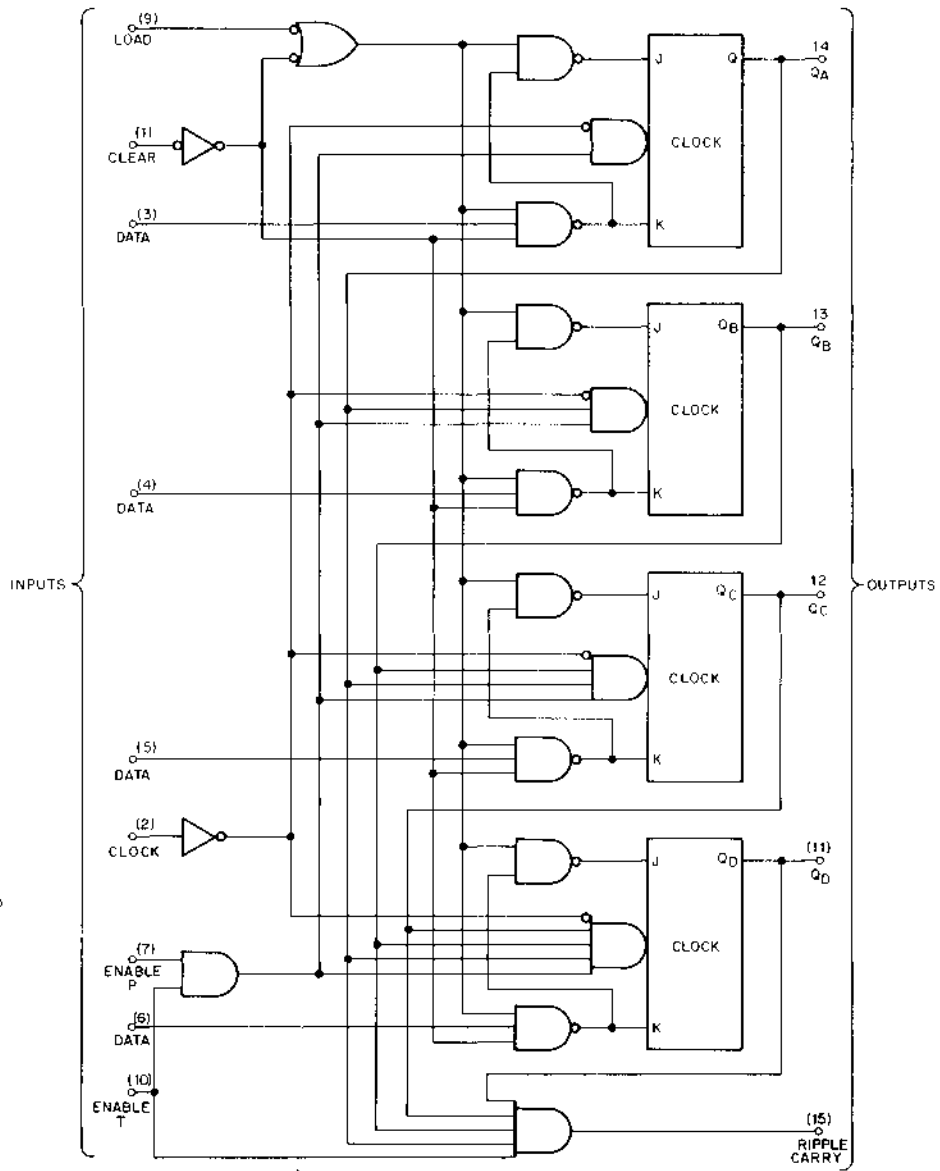 (9)
LOAD
(1)
CLEAR
(3)
DATA
J
Q
CLOCK
K
14
QA
(4)
DATA
J
QB
CLOCK
K
13
QB
INPUTS
OUTPUTS
(5)
DATA
J
QC
CLOCK
K
12
QC
(2)
CLOCK
(7)
ENABLE
P
(6)
DATA
(10)
ENABLE
T
J
QD
CLOCK
K
(11)
QD
(15)
RIPPLE
CARRY